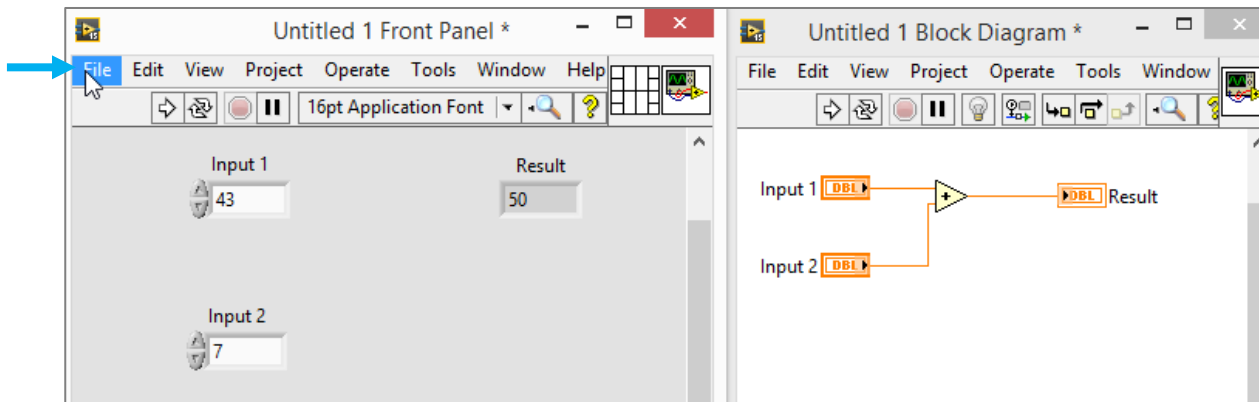 Untitled 1 Front Panel *
File Edit View Project Operate Tools Window Help
16pt Application Font
Input 1
43
Result
50
Input 2
7
Untitled 1 Block Diagram *
File Edit View Project Operate Tools Window
Input 1 DBL
DBL Result
Input 2 DBL